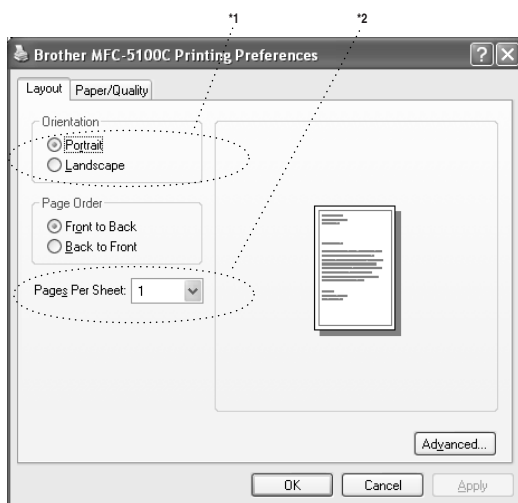 *1 *2
Brother MFC-5100C Printing Preferences
Layout Paper/Quality
Orientation
Portrait
Landscape
Page Order
Front to Back
Back to Front
Pages Per Sheet: 1
Advanced...
OK Cancel Apply